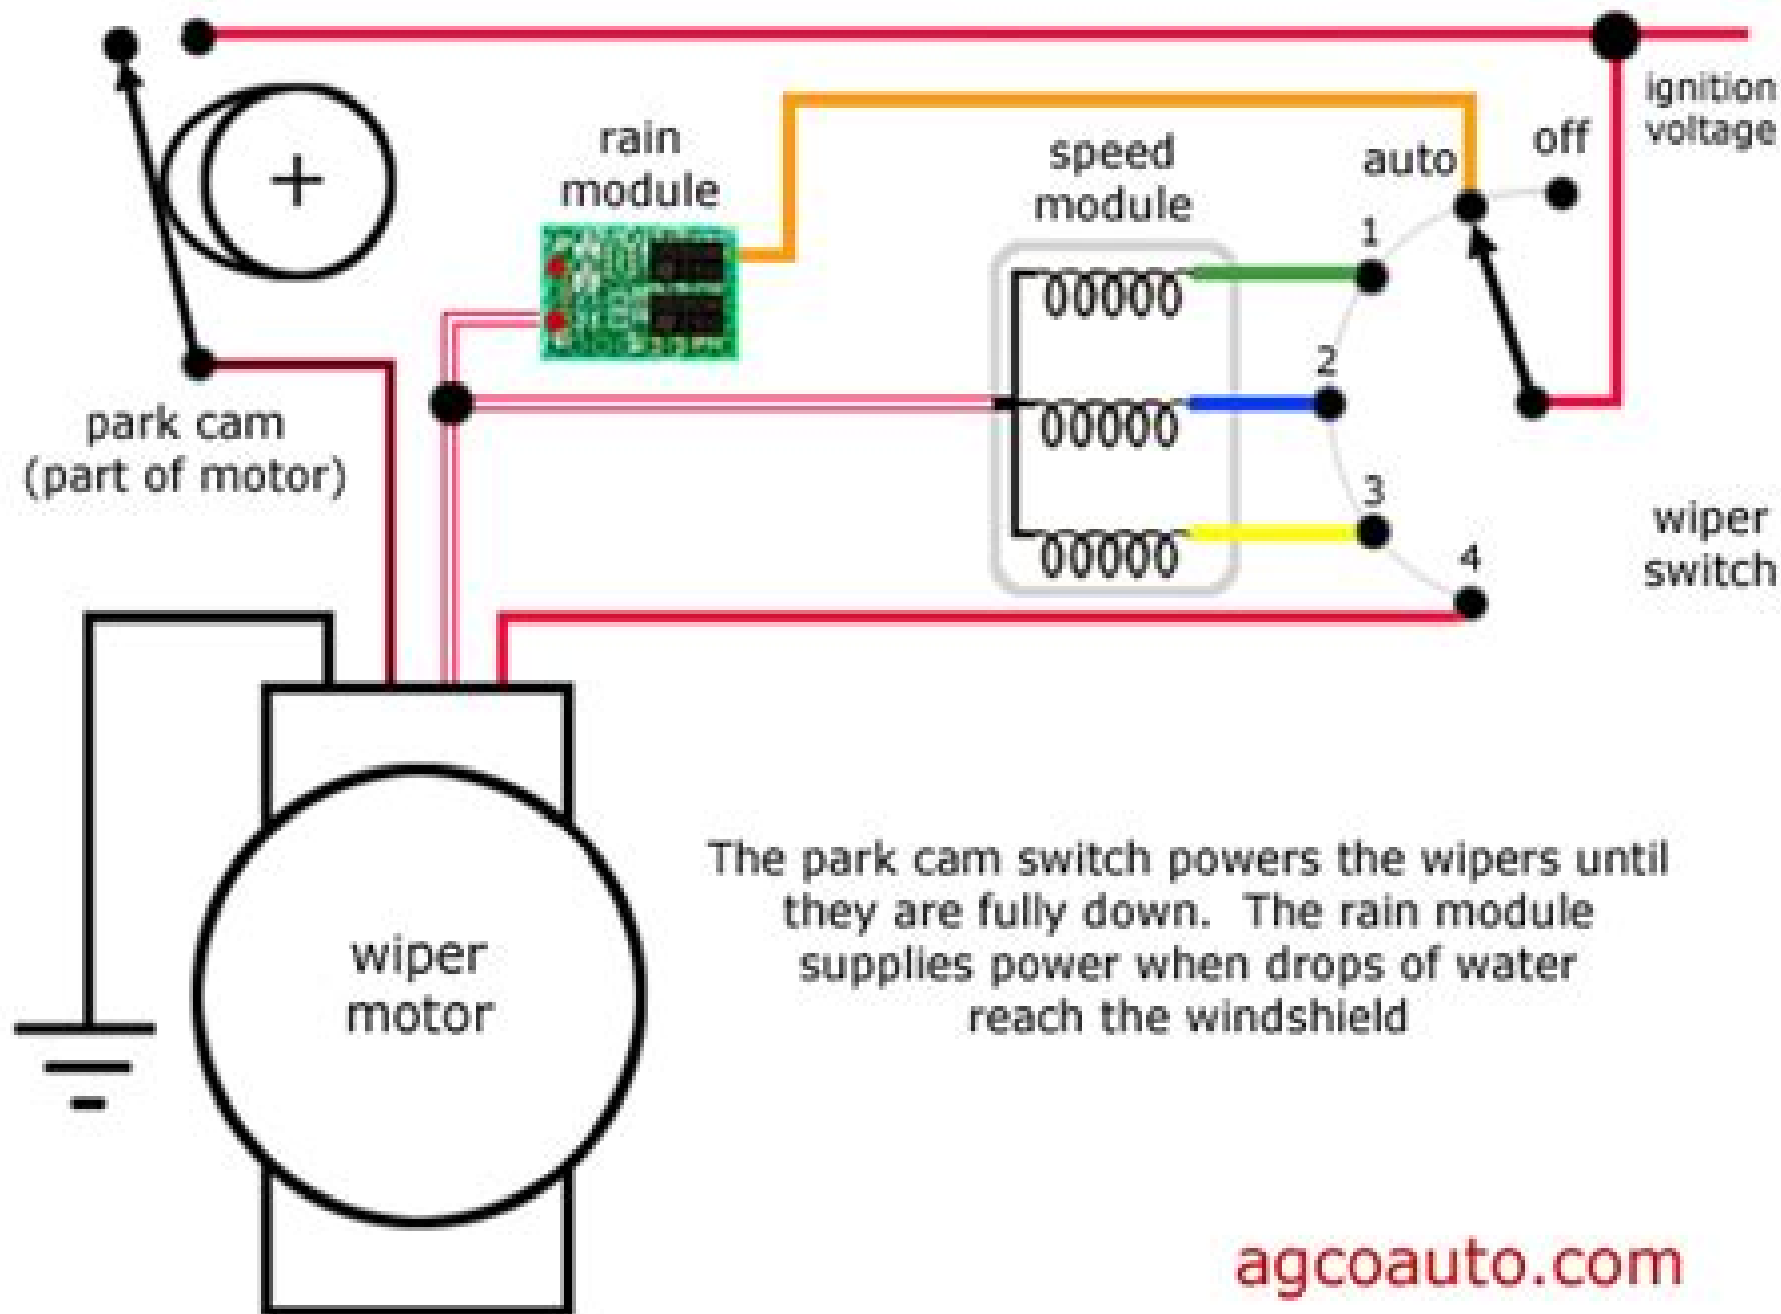 ignition
voltage
off
auto
rain
module
speed
module
1
2
3
4
park cam
(part of motor)
wiper
switch
wiper
motor
The park cam switch powers the wipers until
they are fully down. The rain module
supplies power when drops of water
reach the windshield
agcoauto.com